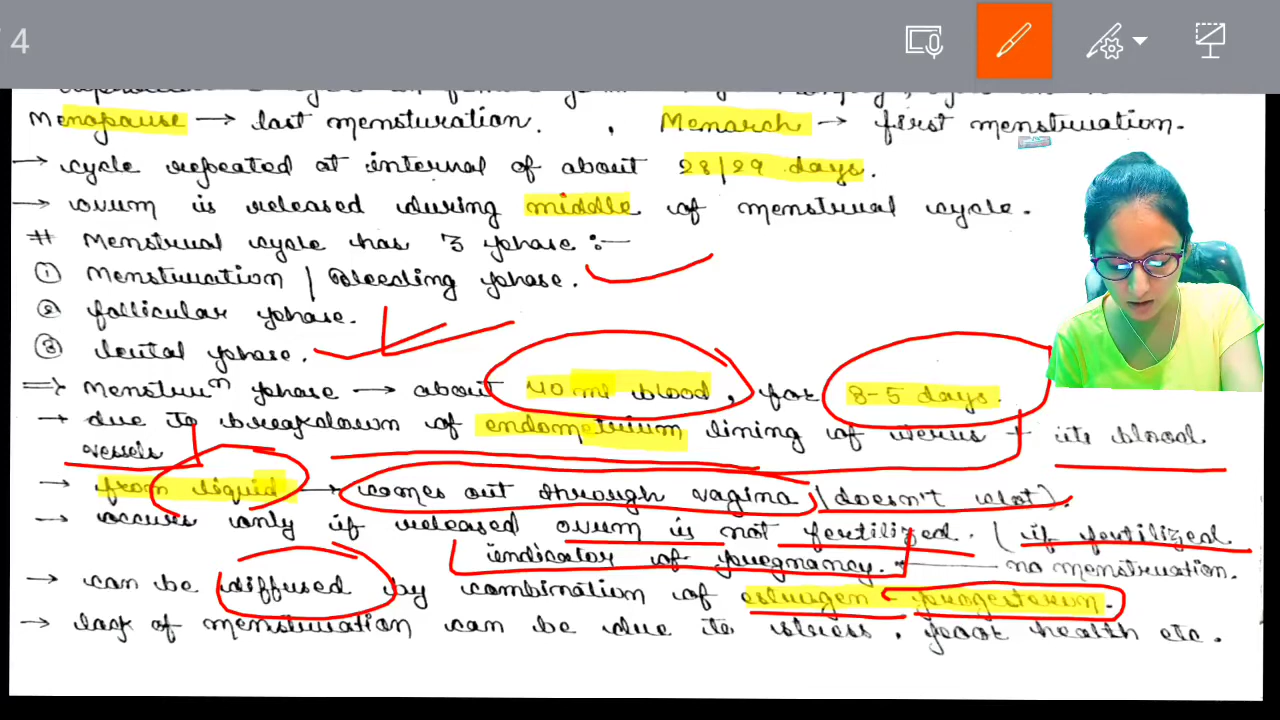 4
Menopause → last mensturation. , Menarch → first menstruation.
→ cycle repeated at internal of about 28/29 days.
→ ovum is released during middle of menstrual cycle.
# Menstrual cycle has 3 phase :-
① Menstruation / Bleeding phase.
② follicular phase.
③ leutal phase.
⇒ Menstruⁿ phase → about 40 ml blood, for 3-5 days.
→ due to breakdown of endometrium lining of uterus + its blood
vessels
→ from liquid → comes out through vagina (doesn't clot).
→ occurs only if released ovum is not fertilized. (if fertilized
indicator of pregnancy. no menstruation.
→ can be diffused by combination of estrogen - progesteron.
→ lack of menstruation can be due to stress, poor health etc.